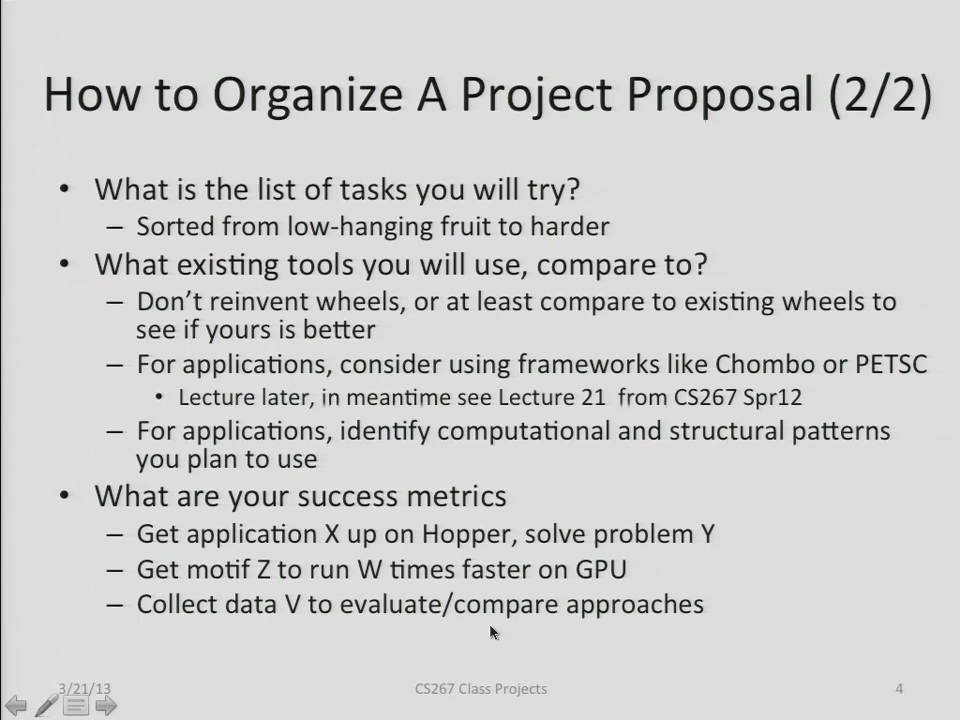 How to Organize A Project Proposal (2/2)
• What is the list of tasks you will try?
– Sorted from low-hanging fruit to harder
• What existing tools you will use, compare to?
– Don't reinvent wheels, or at least compare to existing wheels to
see if yours is better
– For applications, consider using frameworks like Chombo or PETSC
• Lecture later, in meantime see Lecture 21 from CS267 Spr12
– For applications, identify computational and structural patterns
you plan to use
• What are your success metrics
– Get application X up on Hopper, solve problem Y
– Get motif Z to run W times faster on GPU
– Collect data V to evaluate/compare approaches
3/21/13
CS267 Class Projects
4